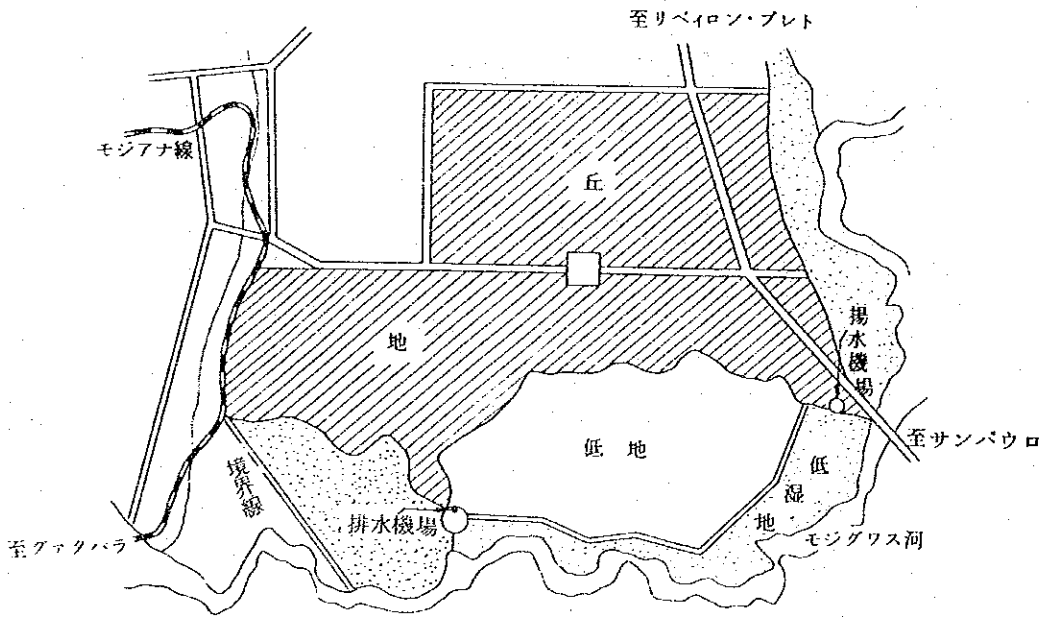 至リベイロン・プレト
モジアナ線
丘
地
揚水機場
至サンパウロ
低地
低湿地
境界線
排水機場
モジグワス河
至グァタパラ